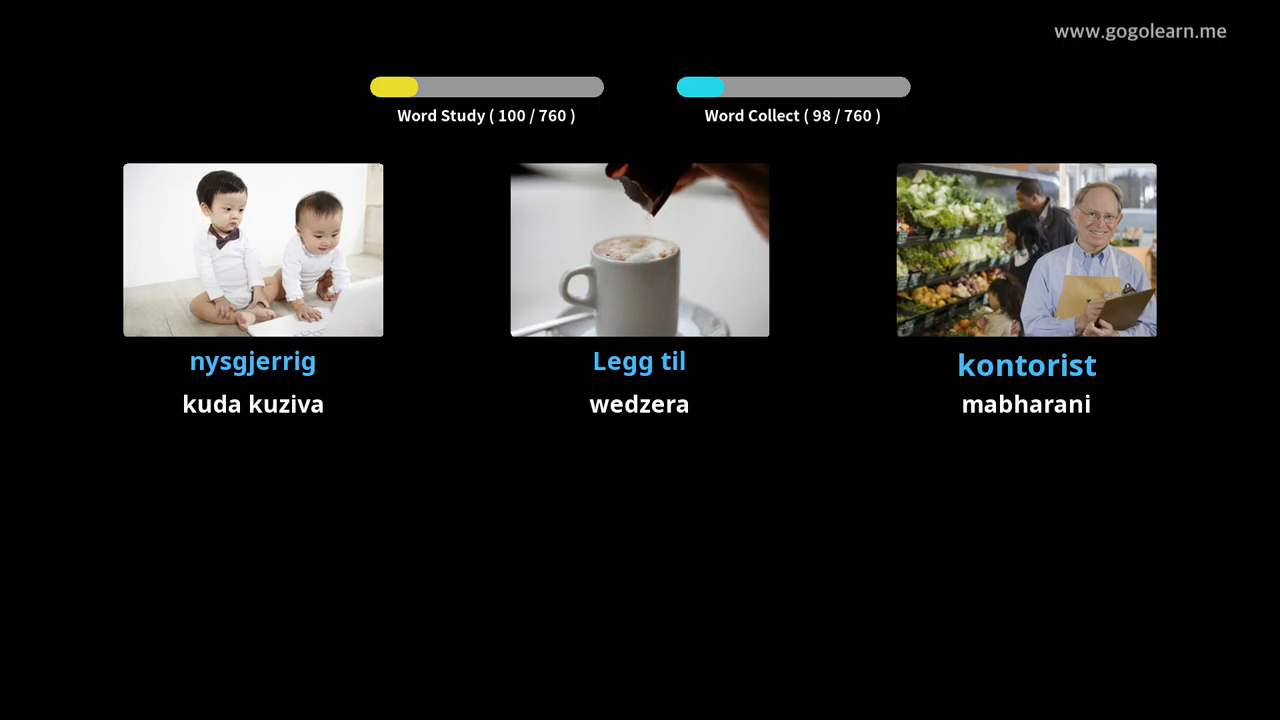 www.gogolearn.me
Word Study ( 100 / 760 )
Word Collect ( 98 / 760 )
nysgjerrig
kuda kuziva
Legg til
wedzera
kontorist
mabharani